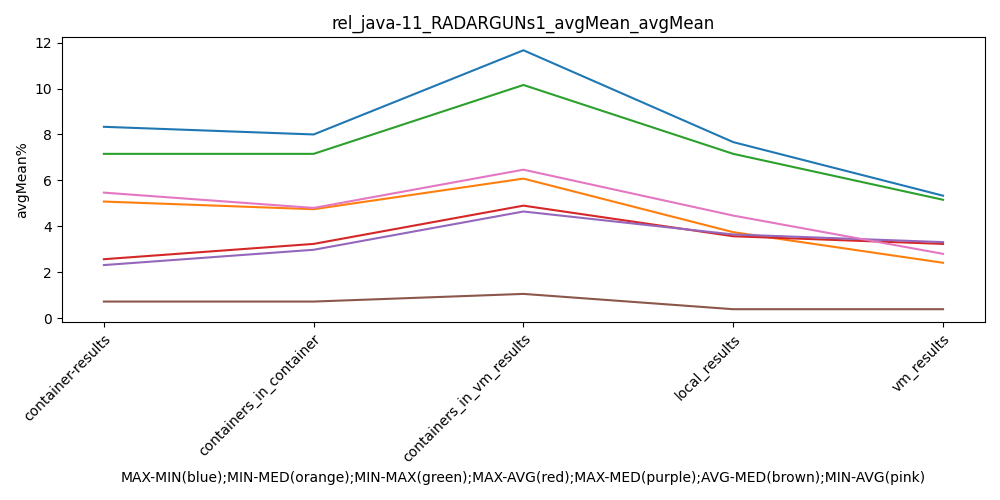 rel_java-11_RADARGUNs1_avgMean_avgMean
12
10
8
6
4
2
0
avgMean%
container-results
containers_in_container
containers_in_vm_results
local_results
vm_results
MAX-MIN(blue);MIN-MED(orange);MIN-MAX(green);MAX-AVG(red);MAX-MED(purple);AVG-MED(brown);MIN-AVG(pink)